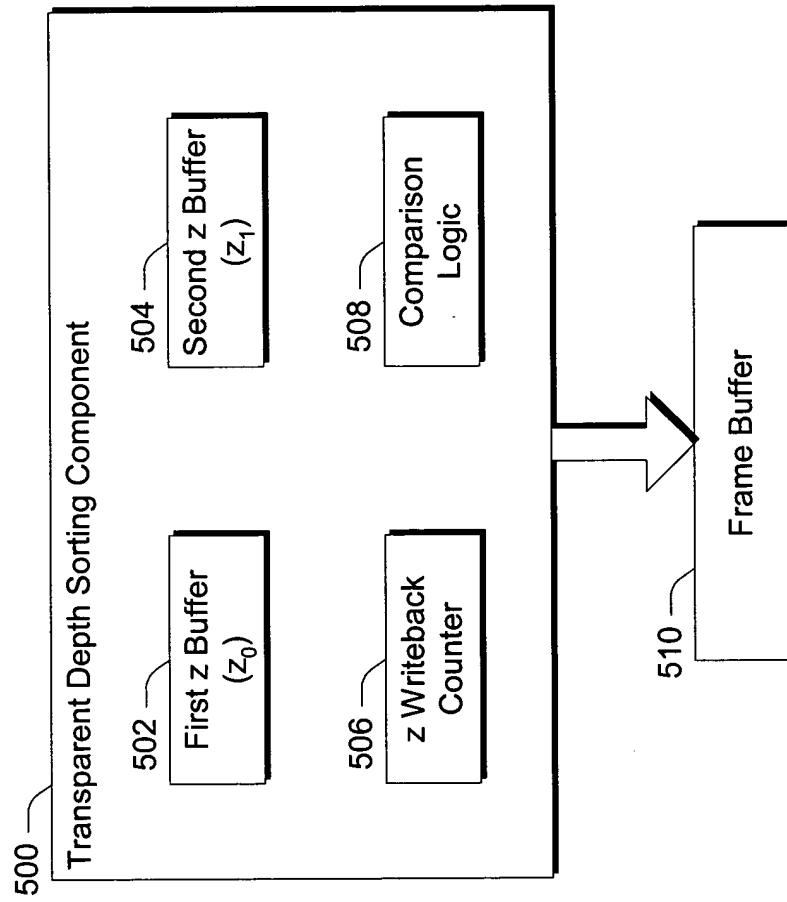 500
Transparent Depth Sorting Component
502
First z Buffer
(z₀)
504
Second z Buffer
(z₁)
506
z Writeback
Counter
508
Comparison
Logic
510
Frame Buffer